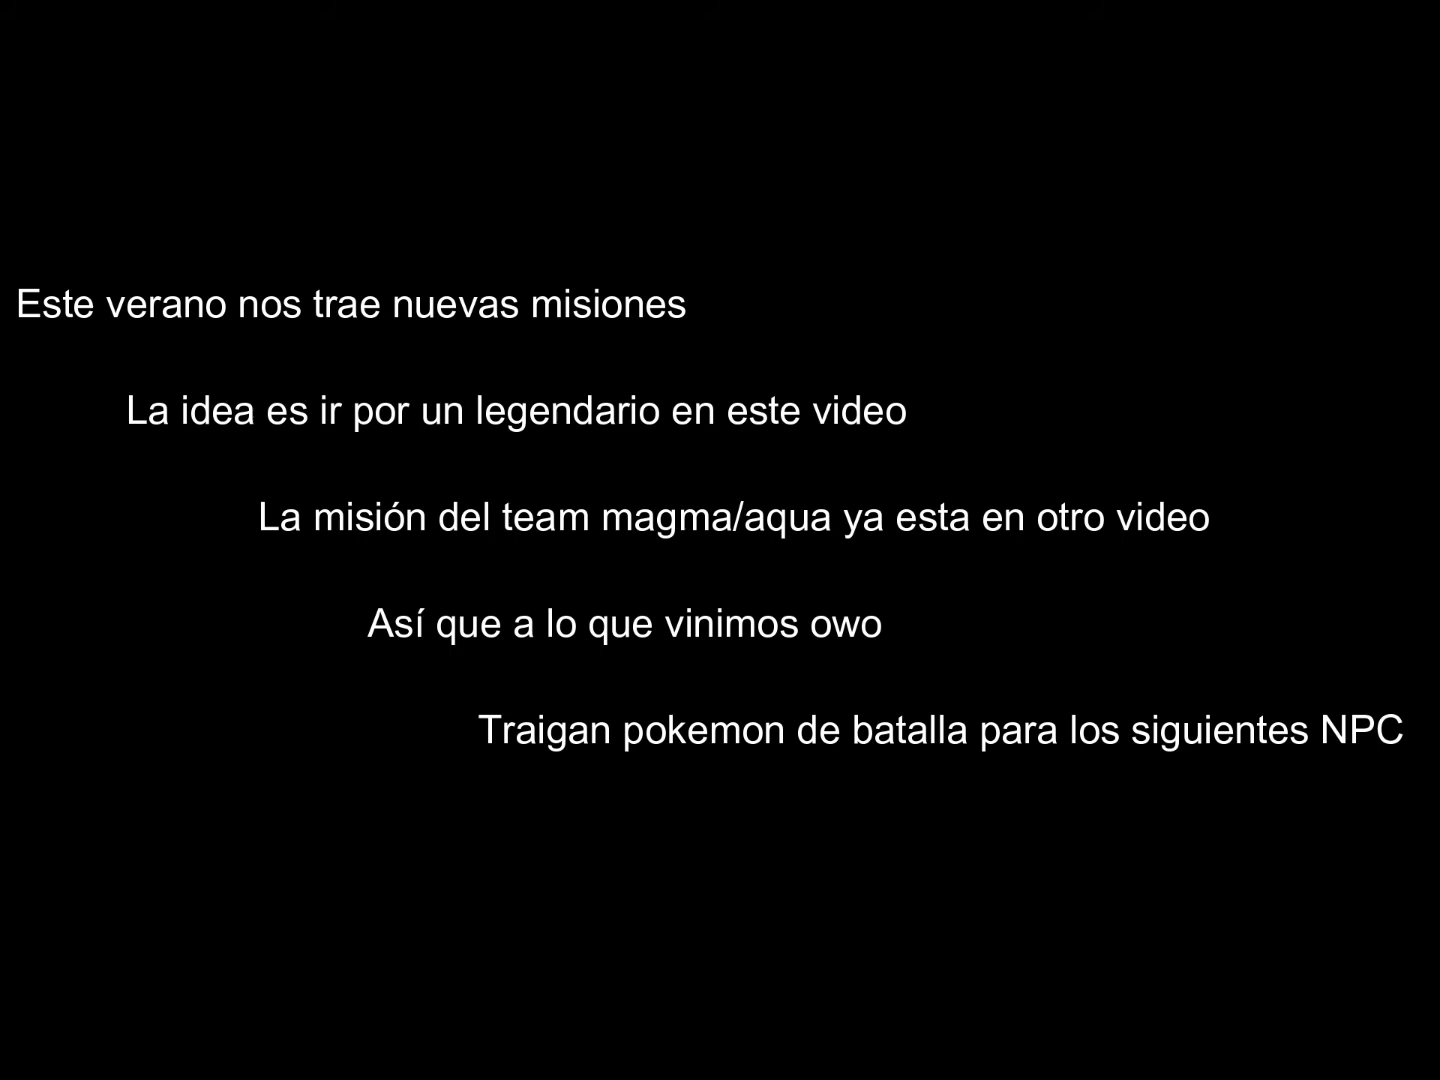 Este verano nos trae nuevas misiones
La idea es ir por un legendario en este video
La misión del team magma/aqua ya esta en otro video
Así que a lo que vinimos owo
Traigan pokemon de batalla para los siguientes NPC